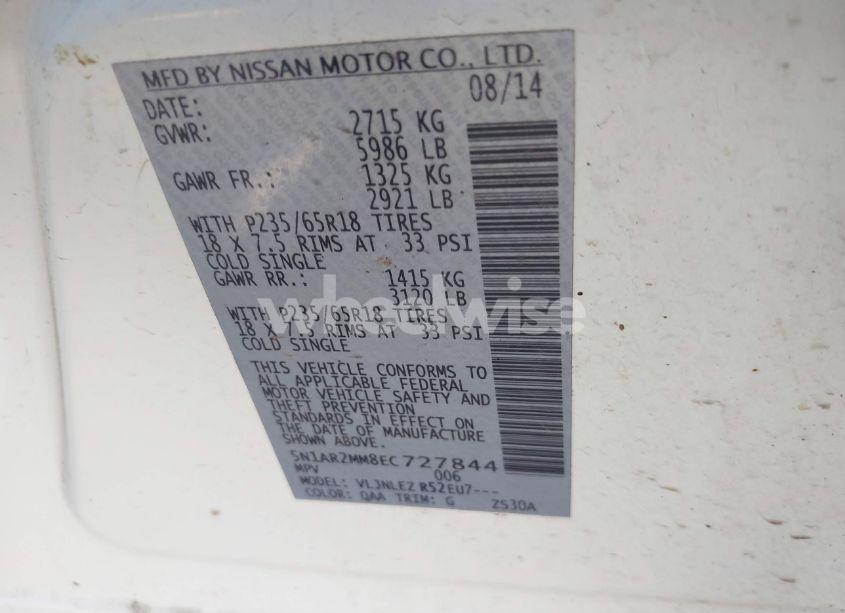 MFD BY NISSAN MOTOR CO., LTD.
DATE: 08/14
GVWR: 2715 KG
5986 LB
GAWR FR.: 1325 KG
2921 LB
WITH P235/65R18 TIRES
18 X 7.5 RIMS AT 33 PSI
COLD SINGLE
GAWR RR.: 1415 KG
3120 LB
WITH P235/65R18 TIRES
18 X 7.5 RIMS AT 33 PSI
COLD SINGLE
wheelwise
THIS VEHICLE CONFORMS TO
ALL APPLICABLE FEDERAL
MOTOR VEHICLE SAFETY AND
THEFT PREVENTION
STANDARDS IN EFFECT ON
THE DATE OF MANUFACTURE
SHOWN ABOVE.
5N1AR2MM8EC727844
MPV 006
MODEL: VLJNLEZ R52EU7---
COLOR: QAA TRIM: G ZS30A